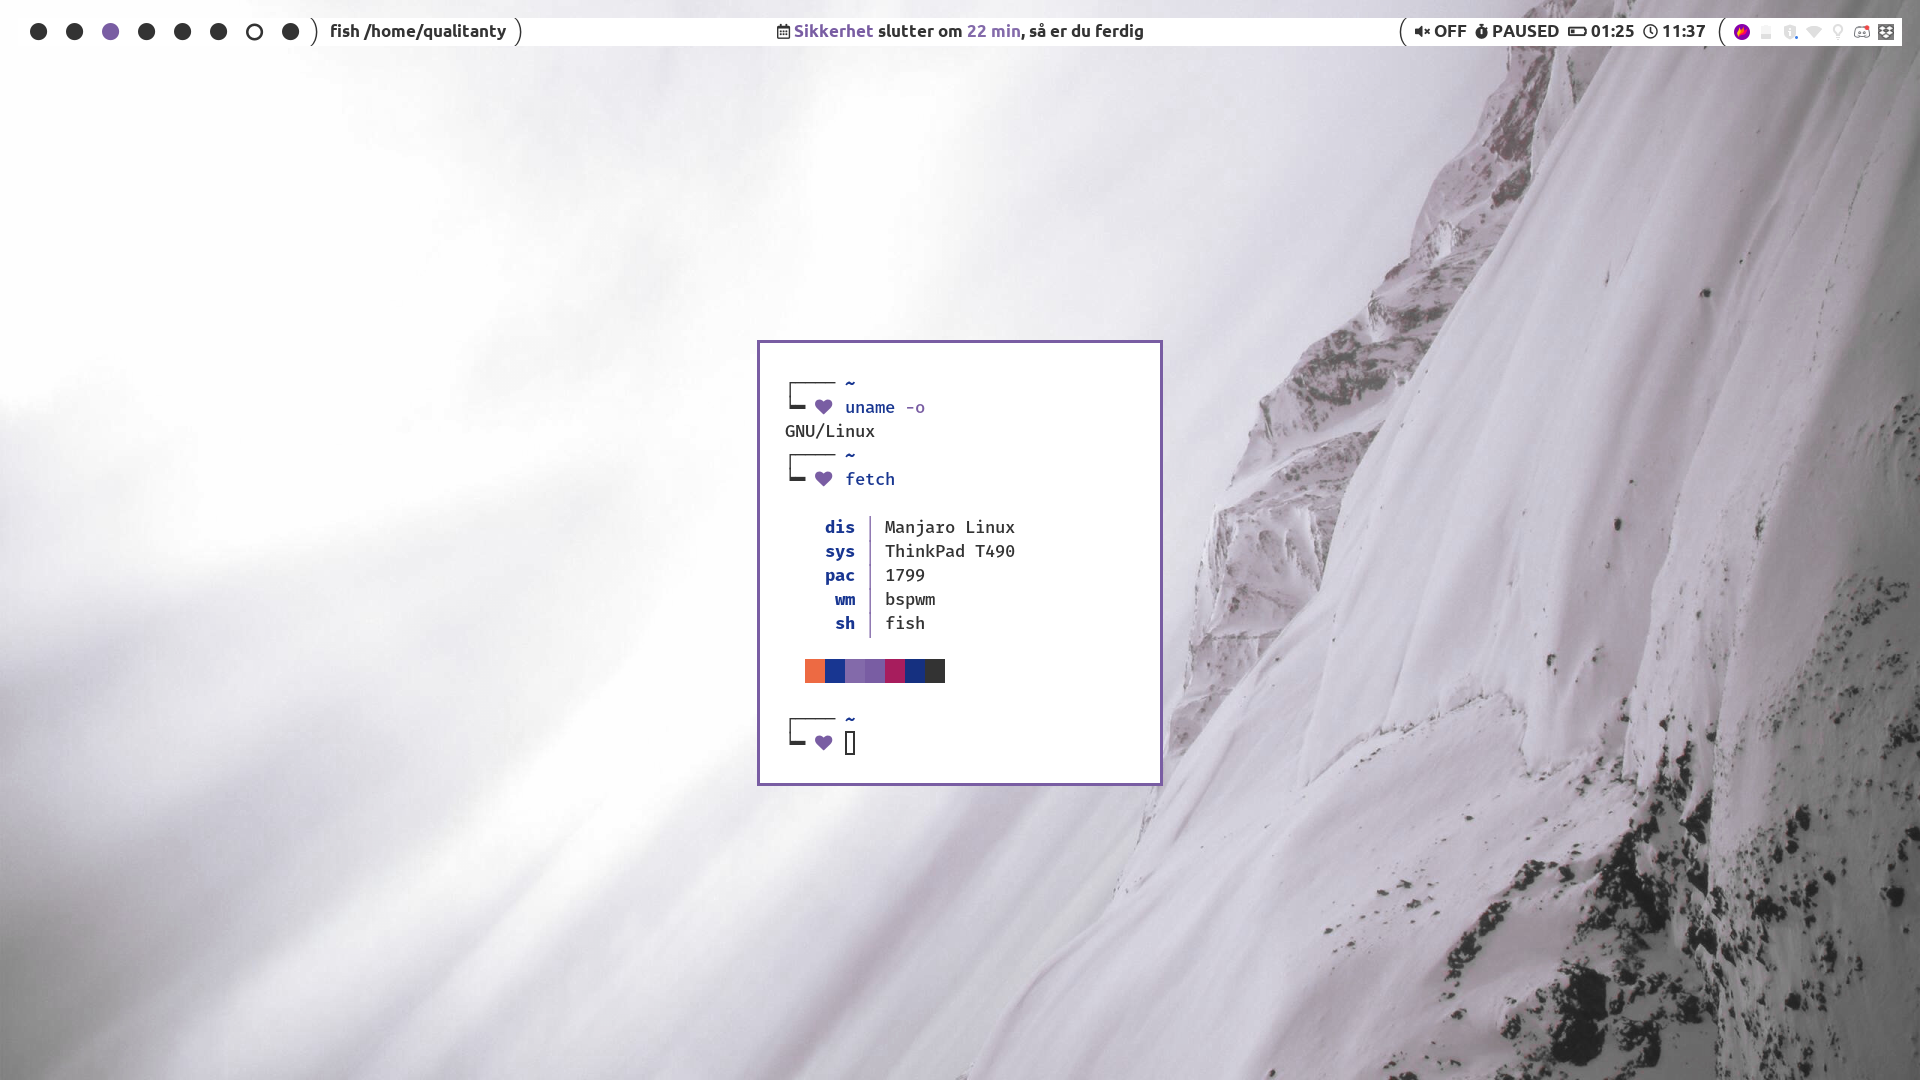 fish /home/qualitanty
Sikkerhet slutter om 22 min, så er du ferdig
OFF PAUSED 01:25 11:37
~
uname -o
GNU/Linux
~
fetch
dis Manjaro Linux
sys ThinkPad T490
pac 1799
wm bspwm
sh fish
~